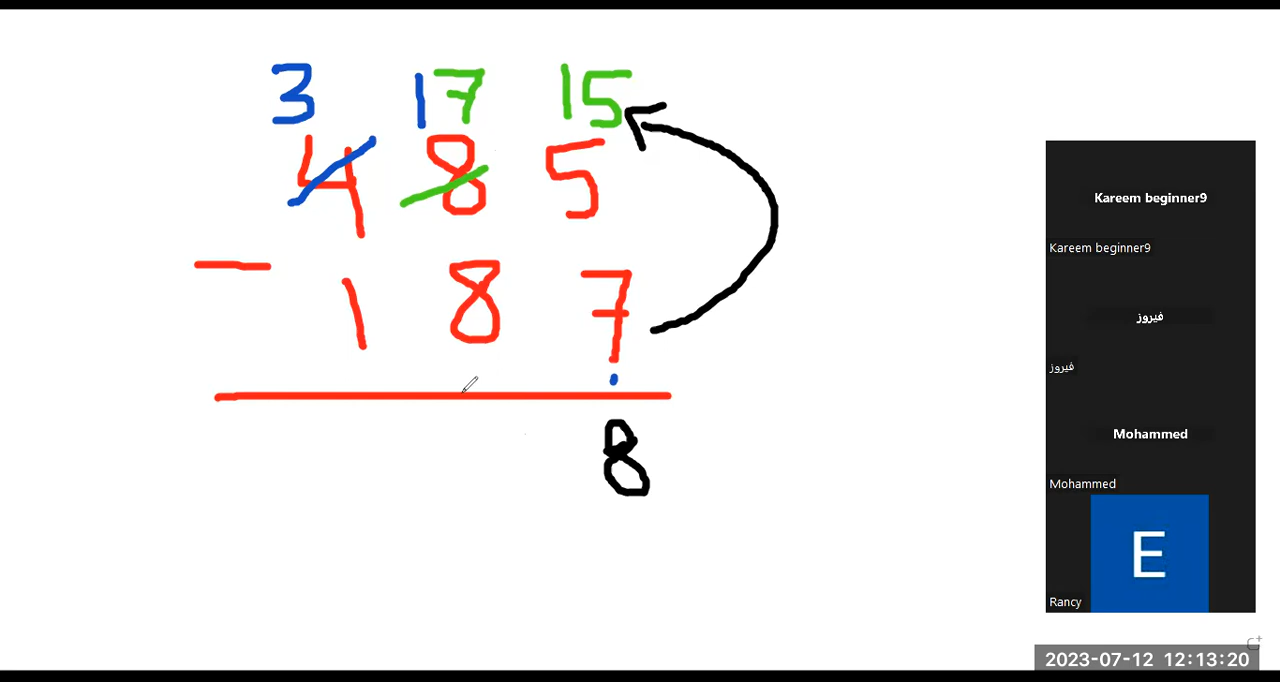 3 17 15
4 8 5
- 1 8 7
8
Kareem beginner9
Kareem beginner9
فيروز
فيروز
Mohammed
Mohammed
E
Rancy
2023-07-12 12:13:20